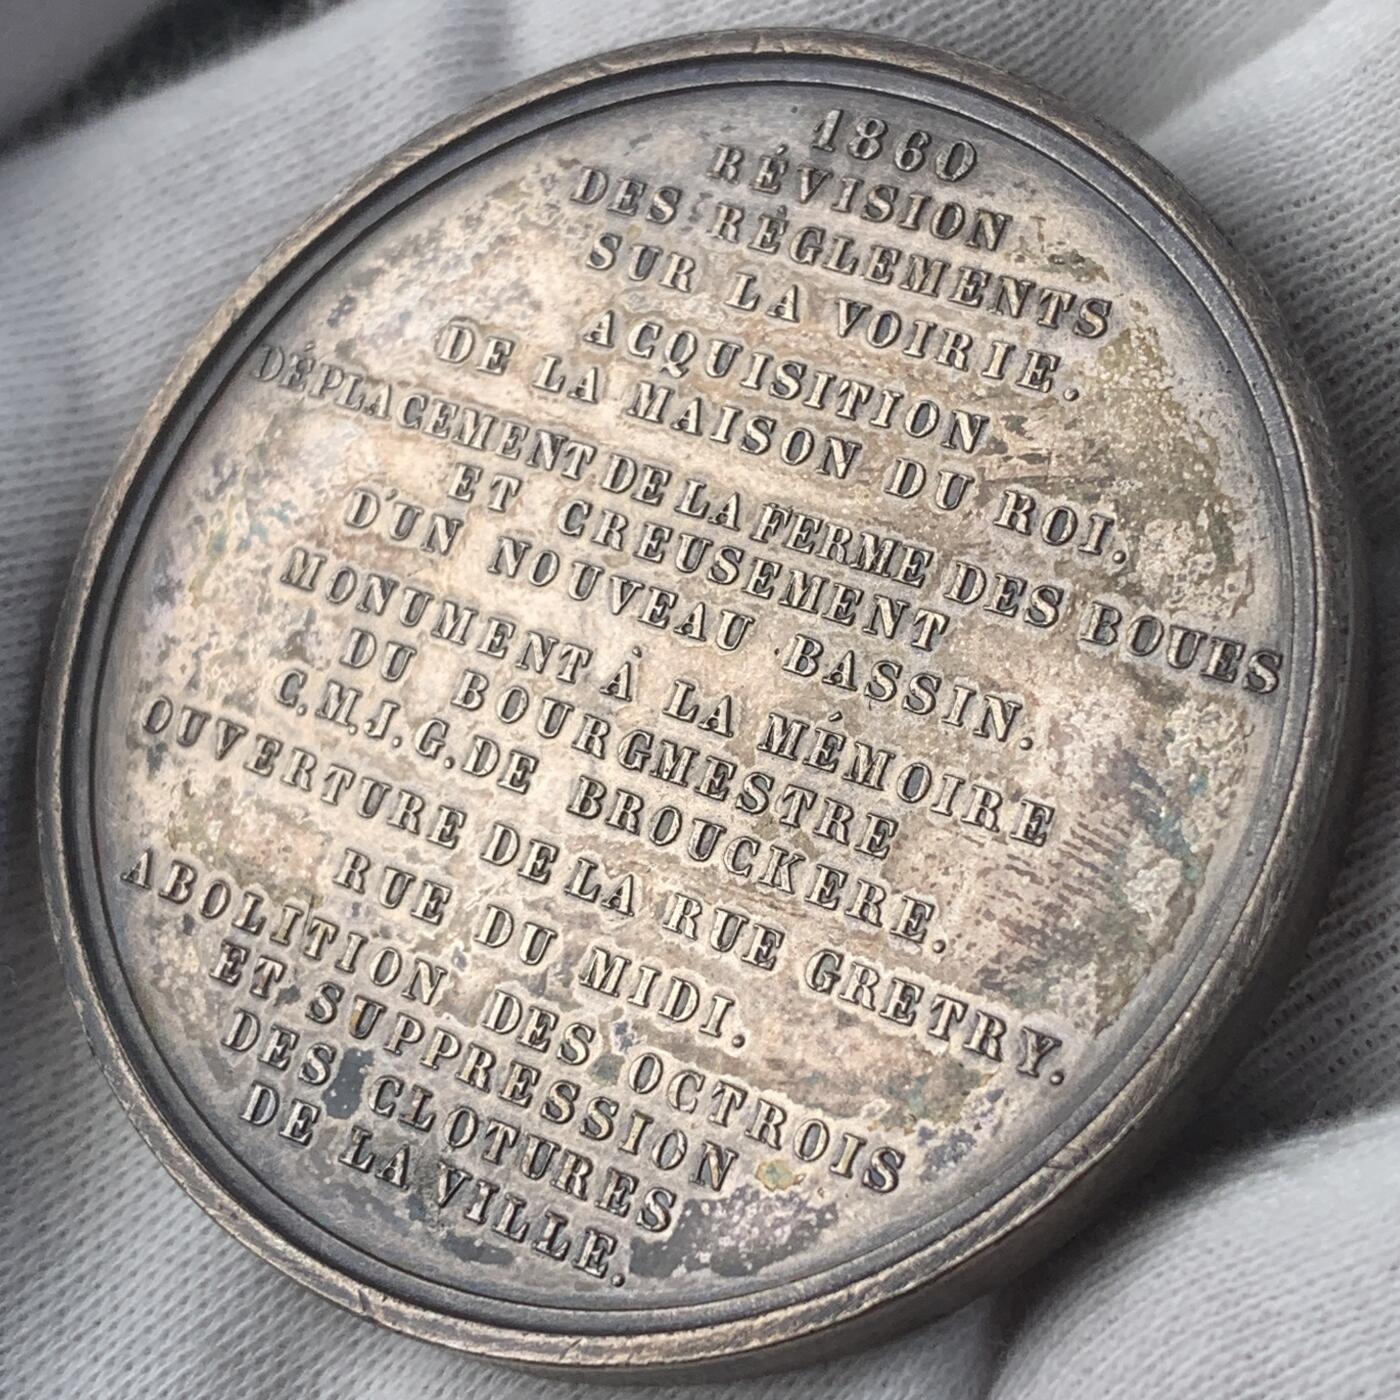 1860
RÉVISION
DES RÈGLEMENTS
SUR LA VOIRIE.
ACQUISITION
DE LA MAISON DU ROI.
DÉPLACEMENT DE LA FERME DES BOUES
ET CREUSEMENT
D'UN NOUVEAU BASSIN.
MONUMENT À LA MÉMOIRE
DU BOURGMESTRE
C.M.J.G.DE BROUCKERE.
OUVERTURE DE LA RUE GRETRY.
RUE DU MIDI.
ABOLITION DES OCTROIS
ET SUPPRESSION
DES CLOTURES
DE LA VILLE.